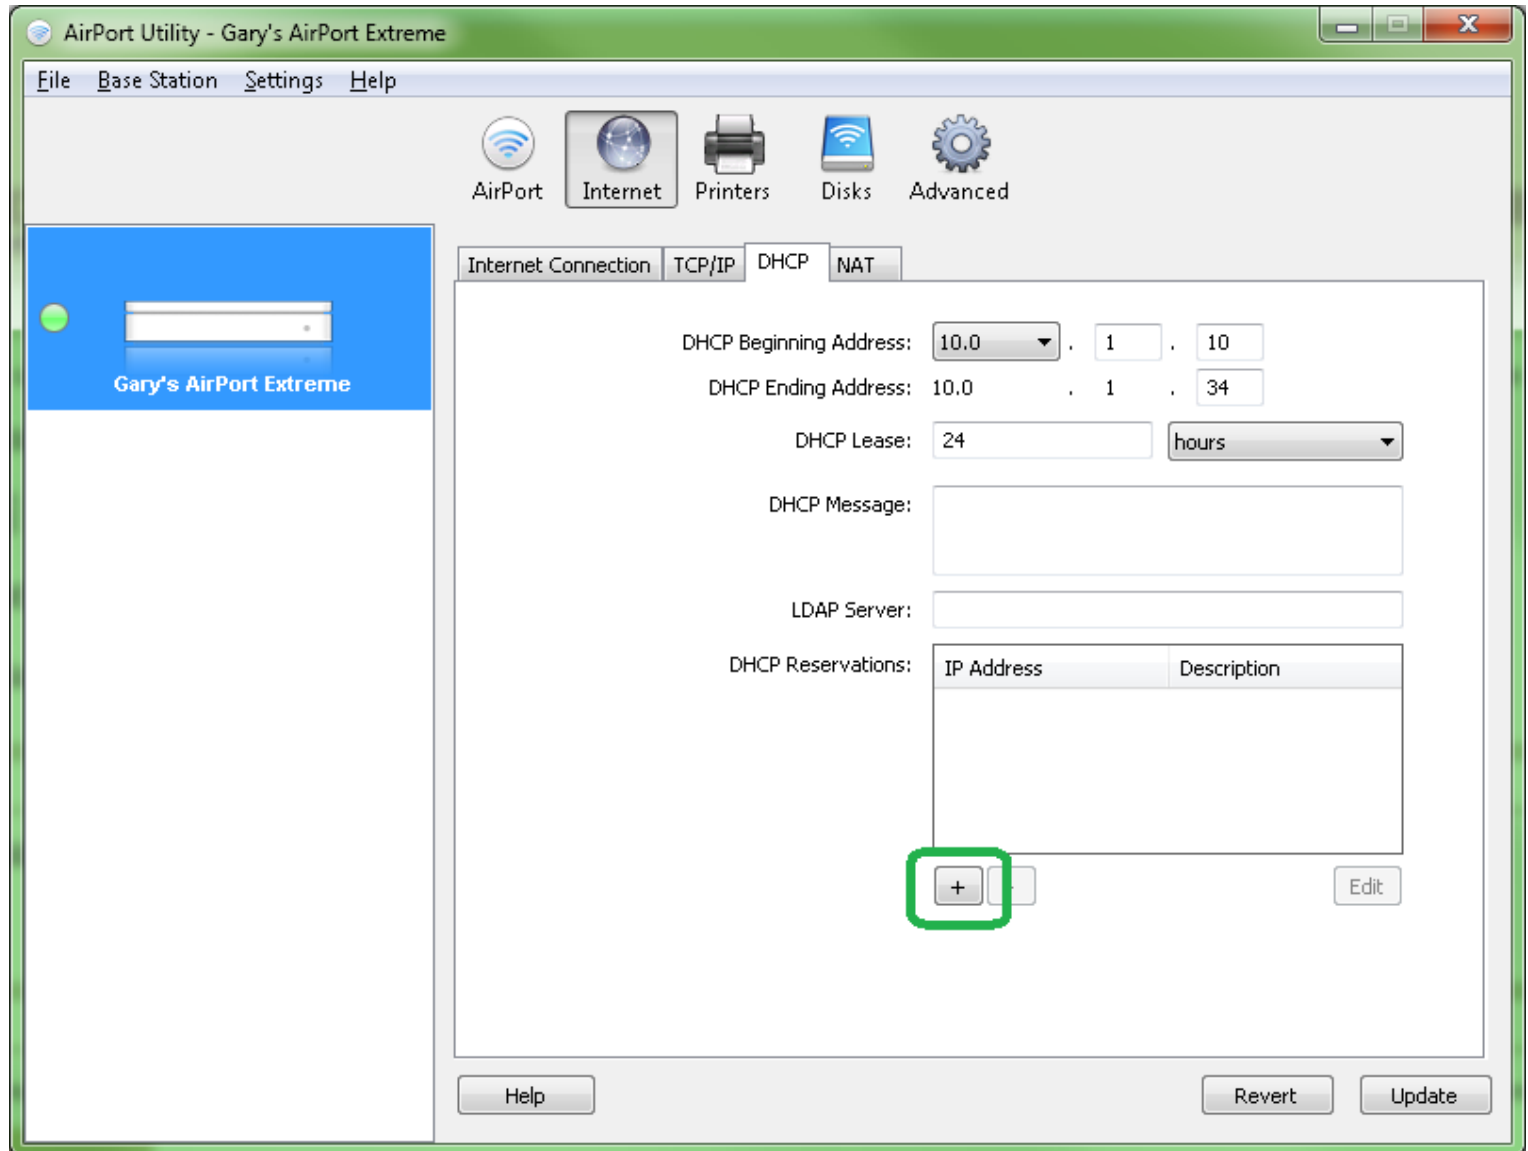 AirPort Utility - Gary's AirPort Extreme
File Base Station Settings Help
AirPort Internet Printers Disks Advanced
Internet Connection TCP/IP DHCP NAT
Gary's AirPort Extreme
DHCP Beginning Address: 10.0 . 1 . 10
DHCP Ending Address: 10.0 . 1 . 34
DHCP Lease: 24 hours
DHCP Message:
LDAP Server:
DHCP Reservations: IP Address Description
+ - Edit
Help Revert Update